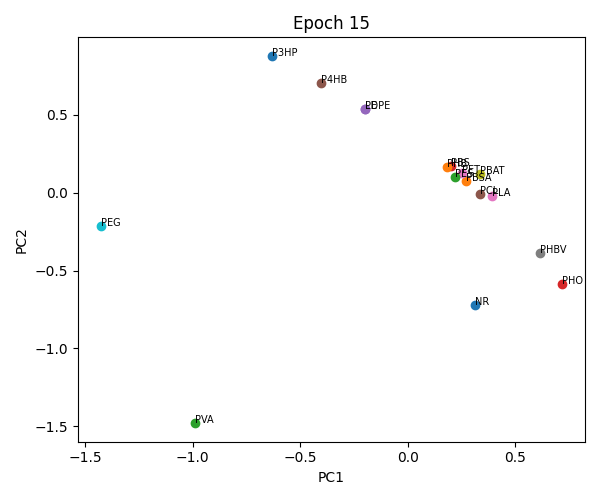 Epoch 15
P3HP
P4HB
LDPE
PBS
PET
PBAT
PES
PBSA
PCL
PLA
PEG
PHBV
PHO
NR
PVA
0.5
0.0
−0.5
−1.0
−1.5
PC2
−1.5
−1.0
−0.5
0.0
0.5
PC1